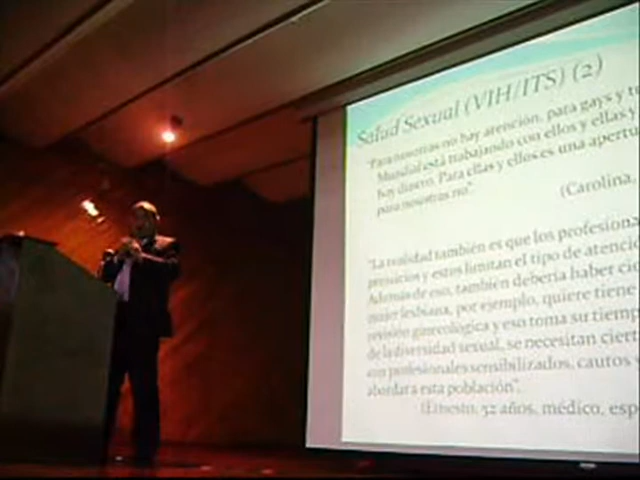 Salud Sexual (VIH/ITS) (2)
"Para nosotras no hay atención, para gays y
Mundial está trabajando con ellos y ellas y
hay dinero. Para ellas y ellos es una apertu
para nosotras no".
(Carolina,
"La realidad también es que los profesiona
prejuicios y estos limitan el tipo de atenció
Además de eso, también debería haber
mujer lesbiana, por ejemplo, quiere tiene
revisión ginecológica y eso toma su tiemp
de la diversidad sexual, se necesitan ciert
con profesionales sensibilizados, cautos
abordar a esta población".
(Ernesto, 32 años, médico, esp